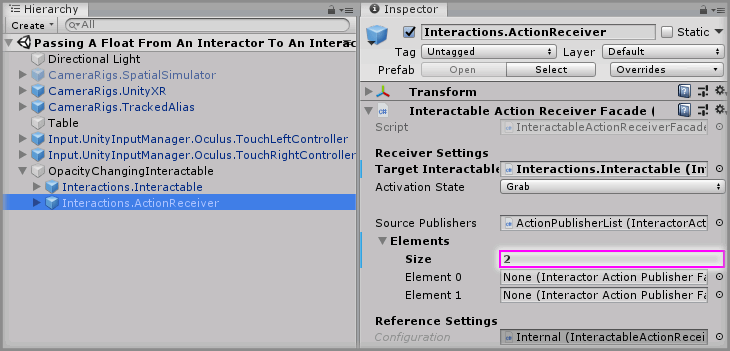 Hierarchy
Create
All
Passing A Float From An Interactor To An Interac
Directional Light
CameraRigs.SpatialSimulator
CameraRigs.UnityXR
CameraRigs.TrackedAlias
Table
Input.UnityInputManager.Oculus.TouchLeftController
Input.UnityInputManager.Oculus.TouchRightController
OpacityChangingInteractable
Interactions.Interactable
Interactions.ActionReceiver
Inspector
Interactions.ActionReceiver Static
Tag Untagged Layer Default
Prefab Open Select Overrides
Transform
Interactable Action Receiver Facade (
Script InteractableActionReceiverFacade
Receiver Settings
Target Interactable Interactions.Interactable (Int
Activation State Grab
Source Publishers ActionPublisherList (InteractorAct
Elements
Size 2
Element 0 None (Interactor Action Publisher Fa
Element 1 None (Interactor Action Publisher Fa
Reference Settings
Configuration Internal (InteractableActionRecei